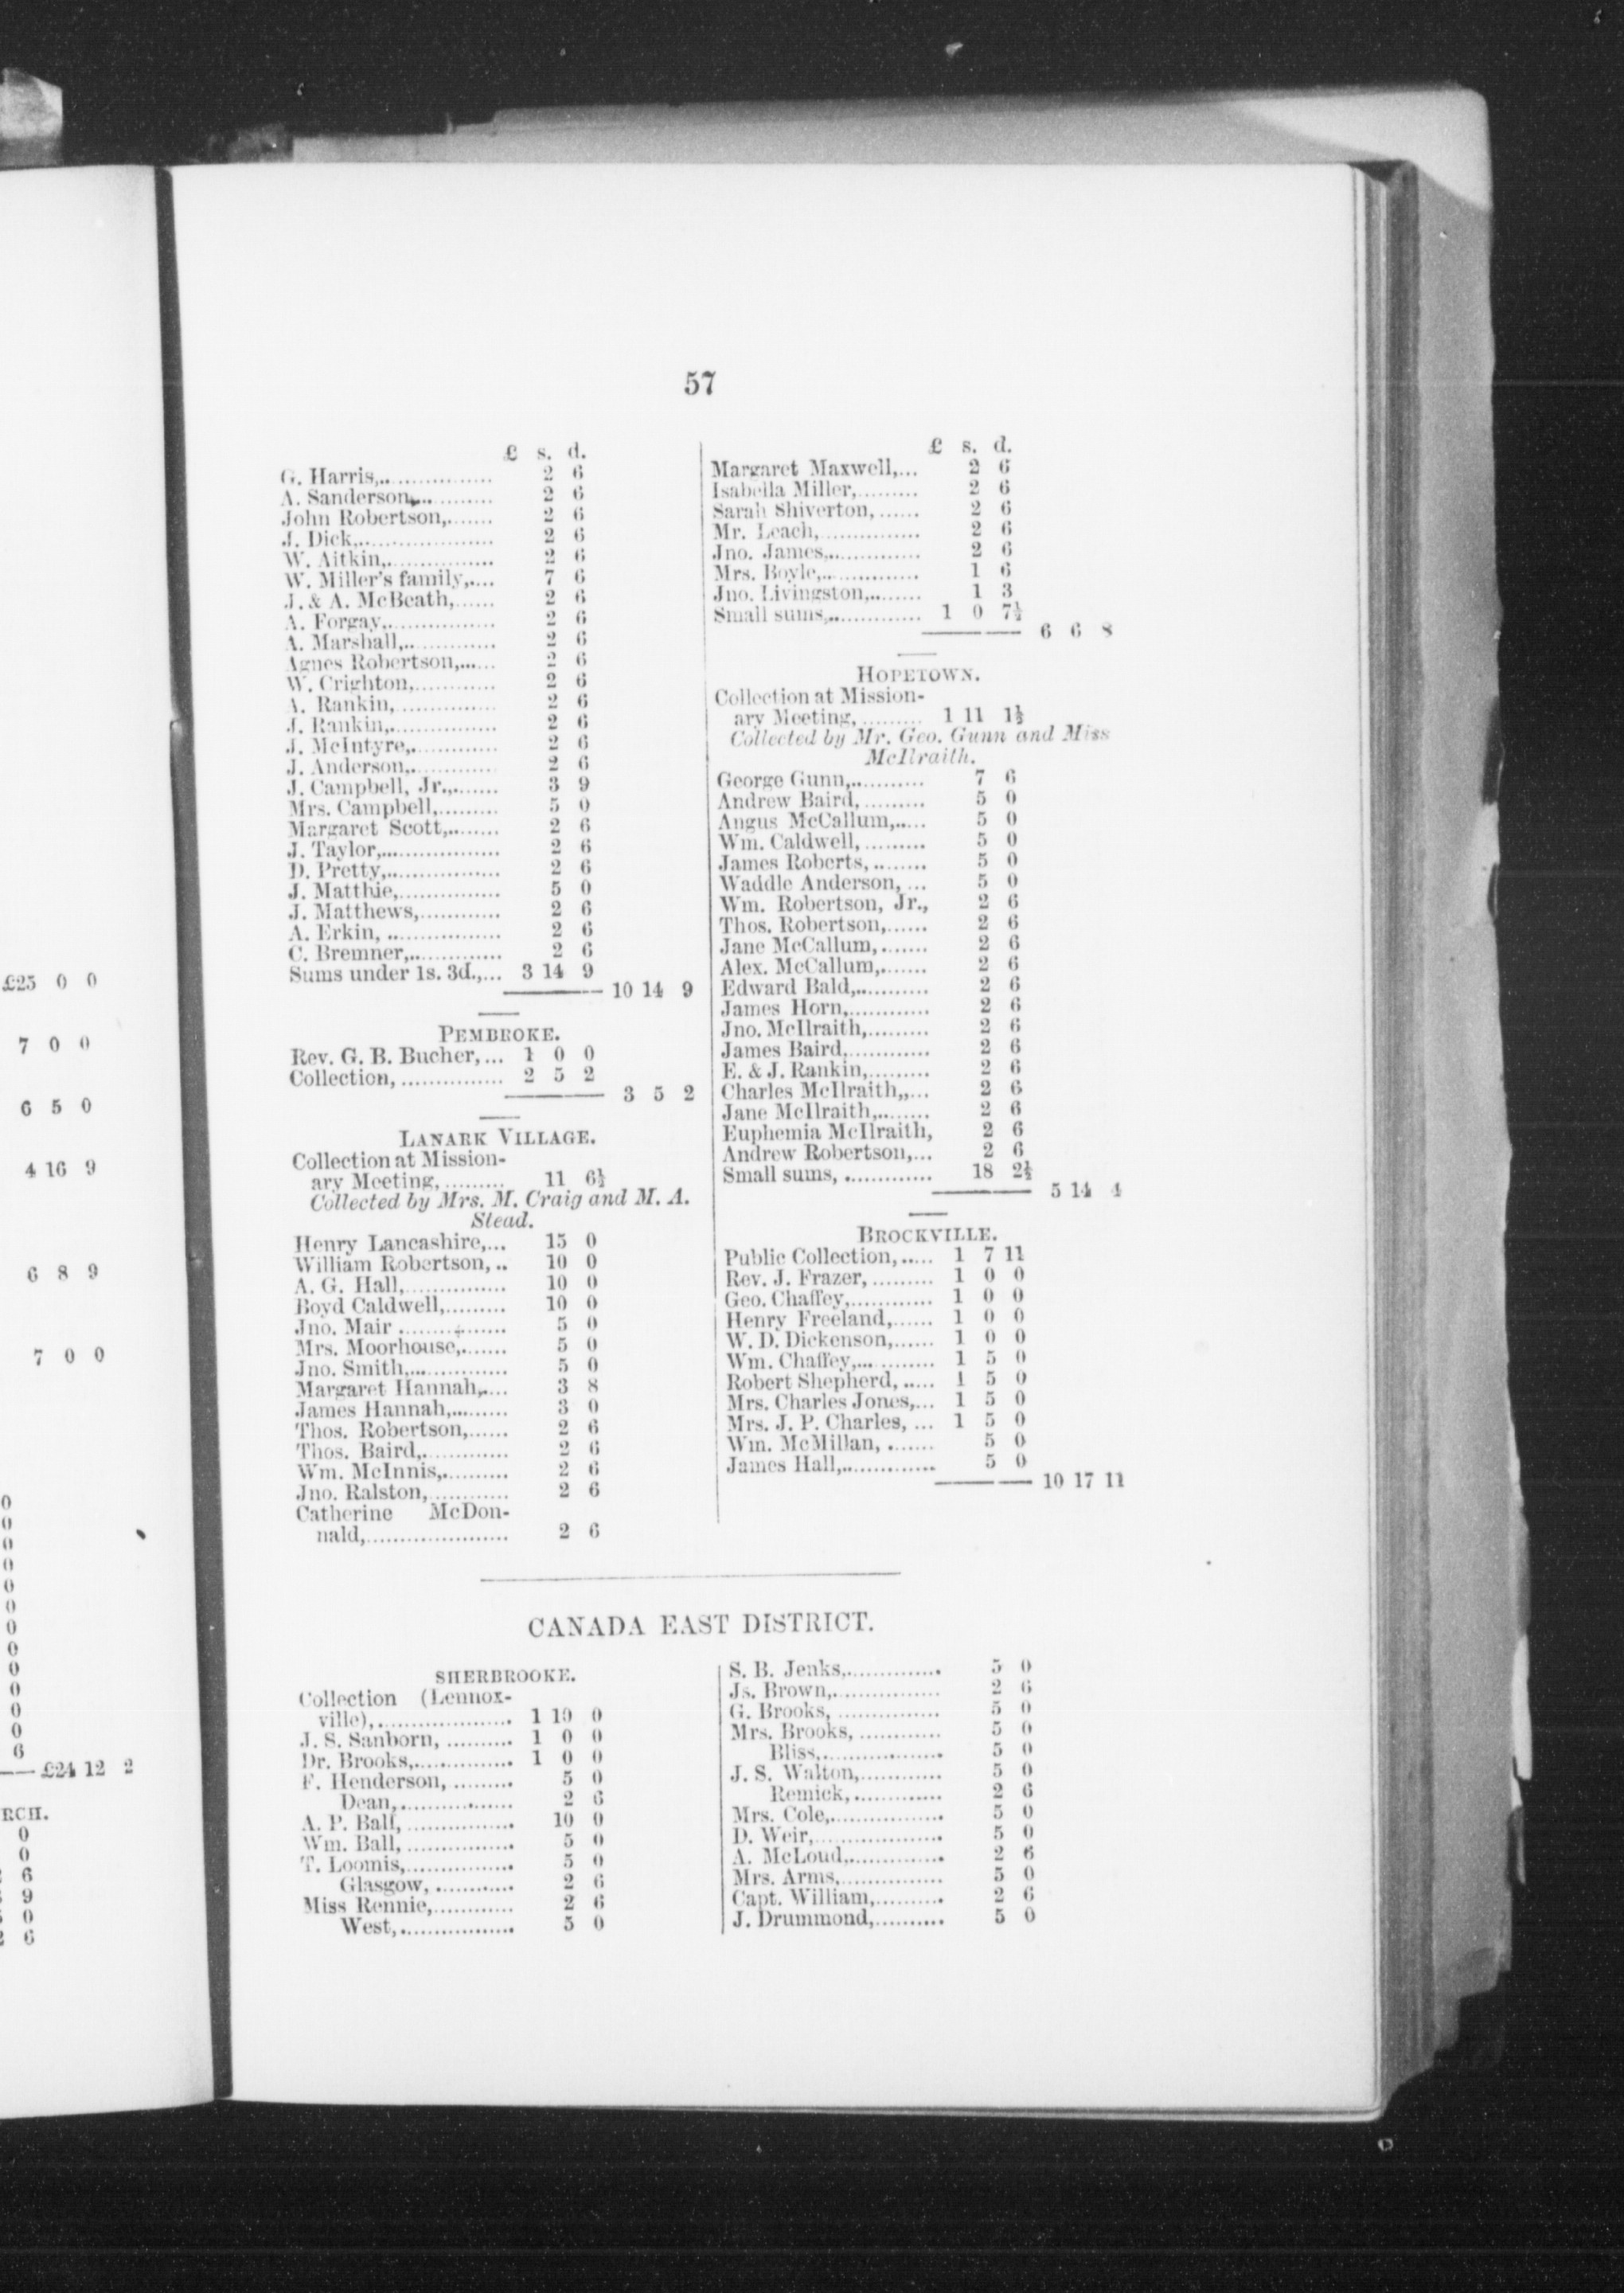 £25 0 0
7 0 0
6 5 0
4 16 9
6 8 9
7 0 0
0
0
0
0
0
0
0
0
0
0
0
0
6
£24 12 2
RCH.
0
0
6
9
0
6
57
£ s. d.
G. Harris,.................. 2 6
A. Sanderson,............. 2 6
John Robertson,....... 2 6
J. Dick,..................... 2 6
W. Aitkin,................ 2 6
W. Miller's family,.... 7 6
J. & A. McBeath,...... 2 6
A. Forgay,................ 2 6
A. Marshall,.............. 2 6
Agnes Robertson,...... 2 6
W. Crighton,............ 2 6
A. Rankin,............... 2 6
J. Rankin,................ 2 6
J. McIntyre,............. 2 6
J. Anderson,............. 2 6
J. Campbell, Jr.,....... 3 9
Mrs. Campbell,......... 5 0
Margaret Scott,........ 2 6
J. Taylor,.................. 2 6
D. Pretty,................. 2 6
J. Matthie,............... 5 0
J. Matthews,............ 2 6
A. Erkin, ................. 2 6
C. Bremner,.............. 2 6
Sums under 1s. 3d.,... 3 14 9
10 14 9
PEMBROKE.
Rev. G. B. Bucher,... 1 0 0
Collection, ............... 2 5 2
3 5 2
LANARK VILLAGE.
Collection at Mission-
ary Meeting,......... 11 6½
Collected by Mrs. M. Craig and M. A.
Stead.
Henry Lancashire,... 15 0
William Robertson, .. 10 0
A. G. Hall,............... 10 0
Boyd Caldwell,......... 10 0
Jno. Mair ................ 5 0
Mrs. Moorhouse,....... 5 0
Jno. Smith,............... 5 0
Margaret Hannah,.... 3 8
James Hannah,......... 3 0
Thos. Robertson,...... 2 6
Thos. Baird,............. 2 6
Wm. McInnis,.......... 2 6
Jno. Ralston,............ 2 6
Catherine McDon-
nald,..................... 2 6
£ s. d.
Margaret Maxwell,... 2 6
Isabella Miller,......... 2 6
Sarah Shiverton,...... 2 6
Mr. Leach,............... 2 6
Jno. James,.............. 2 6
Mrs. Boyle,.............. 1 6
Jno. Livingston,........ 1 3
Small sums,.............. 1 0 7½
6 6 8
HOPETOWN.
Collection at Mission-
ary Meeting, ......... 1 11 1½
Collected by Mr. Geo. Gunn and Miss
McIlraith.
George Gunn,........... 7 6
Andrew Baird, ......... 5 0
Angus McCallum,..... 5 0
Wm. Caldwell, ......... 5 0
James Roberts, ........ 5 0
Waddle Anderson, ... 5 0
Wm. Robertson, Jr., 2 6
Thos. Robertson,...... 2 6
Jane McCallum,....... 2 6
Alex. McCallum,....... 2 6
Edward Bald,........... 2 6
James Horn,............ 2 6
Jno. McIlraith,......... 2 6
James Baird,............ 2 6
E. & J. Rankin,......... 2 6
Charles McIlraith,,... 2 6
Jane McIlraith,........ 2 6
Euphemia McIlraith, 2 6
Andrew Robertson,... 2 6
Small sums, ............. 18 2½
5 14 4
BROCKVILLE.
Public Collection,..... 1 7 11
Rev. J. Frazer, ......... 1 0 0
Geo. Chaffey,............ 1 0 0
Henry Freeland,...... 1 0 0
W. D. Dickenson,...... 1 0 0
Wm. Chaffey,............ 1 5 0
Robert Shepherd, ..... 1 5 0
Mrs. Charles Jones,... 1 5 0
Mrs. J. P. Charles, ... 1 5 0
Wm. McMillan, ....... 5 0
James Hall,.............. 5 0
10 17 11
CANADA EAST DISTRICT.
SHERBROOKE.
Collection (Lennox-
ville),.................... 1 10 0
J. S. Sanborn, .......... 1 0 0
Dr. Brooks,............... 1 0 0
F. Henderson, ......... 5 0
Dean,................. 2 6
A. P. Ball, ................ 10 0
Wm. Ball, ................ 5 0
T. Loomis,................ 5 0
Glasgow, ............ 2 6
Miss Rennie,............ 2 6
West,................. 5 0
S. B. Jenks,.............. 5 0
Js. Brown,................ 2 6
G. Brooks, ............... 5 0
Mrs. Brooks, ............ 5 0
Bliss,.................. 5 0
J. S. Walton,............ 5 0
Remick,............. 2 6
Mrs. Cole,................. 5 0
D. Weir,................... 5 0
A. McLoud,.............. 2 6
Mrs. Arms,............... 5 0
Capt. William,.......... 2 6
J. Drummond,.......... 5 0